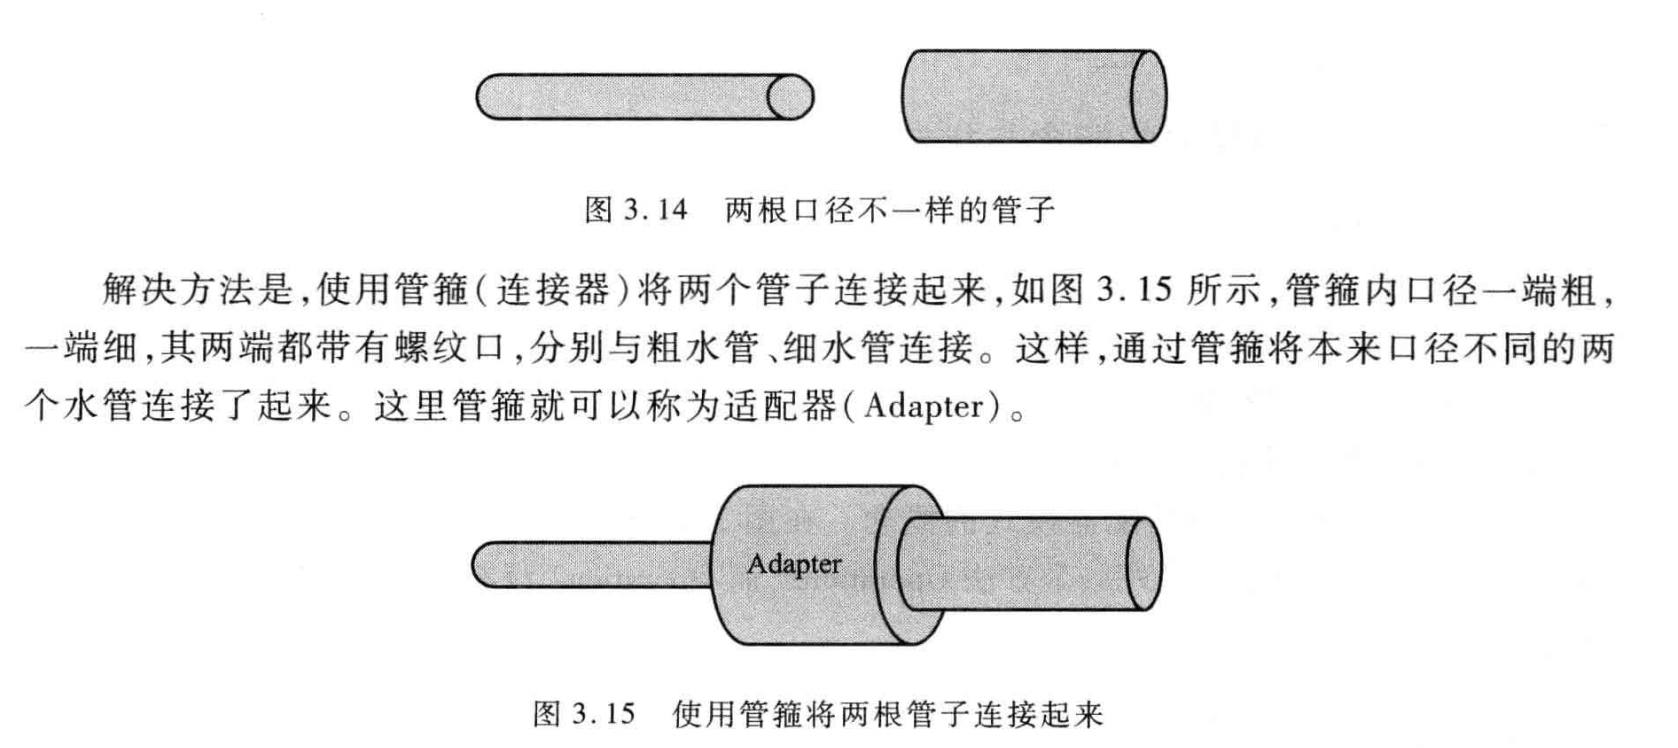 图 3.14 两根口径不一样的管子
解决方法是,使用管箍(连接器)将两个管子连接起来,如图 3.15 所示,管箍内口径一端粗,
一端细,其两端都带有螺纹口,分别与粗水管、细水管连接。这样,通过管箍将本来口径不同的两
个水管连接了起来。这里管箍就可以称为适配器(Adapter)。
Adapter
图 3.15 使用管箍将两根管子连接起来